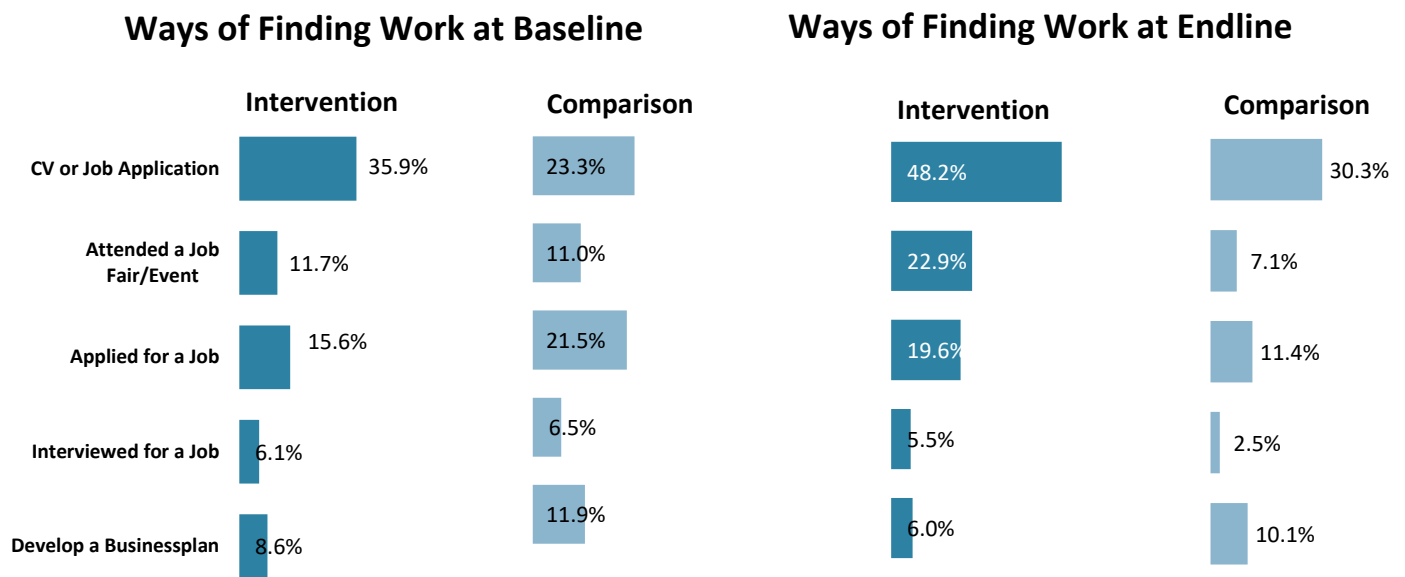 Ways of Finding Work at Baseline
Ways of Finding Work at Endline
Intervention
Comparison
Intervention
Comparison
CV or Job Application
35.9%
23.3%
48.2%
30.3%
Attended a Job
Fair/Event
11.7%
11.0%
22.9%
7.1%
Applied for a Job
15.6%
21.5%
19.6%
11.4%
Interviewed for a Job
6.1%
6.5%
5.5%
2.5%
Develop a Businessplan
8.6%
11.9%
6.0%
10.1%